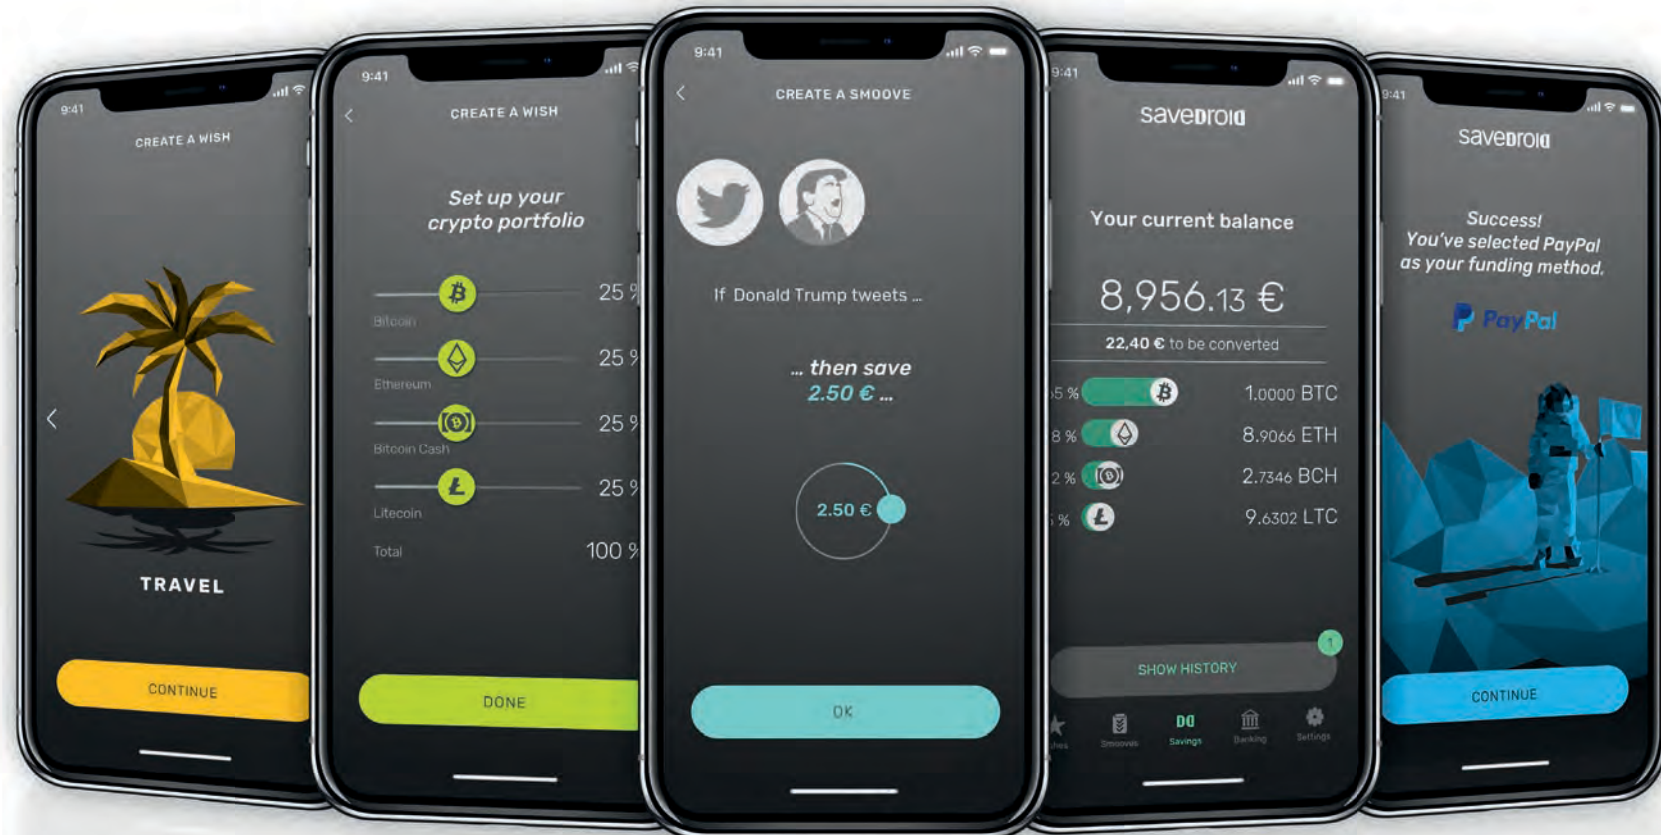 9:41
CREATE A WISH
TRAVEL
CONTINUE
9:41
CREATE A WISH
Set up your
crypto portfolio
25 %
Bitcoin
25 %
Ethereum
25 %
Bitcoin Cash
25 %
Litecoin
Total 100 %
DONE
9:41
CREATE A SMOOVE
If Donald Trump tweets ...
... then save
2.50 € ...
2.50 €
OK
9:41
SAVEDROID
Your current balance
8,956.13 €
22,40 € to be converted
5 % 1.0000 BTC
8 % 8.9066 ETH
2 % 2.7346 BCH
% 9.6302 LTC
1
SHOW HISTORY
Smooves Savings Banking Settings
9:41
SAVEDROID
Success!
You've selected PayPal
as your funding method.
PayPal
CONTINUE